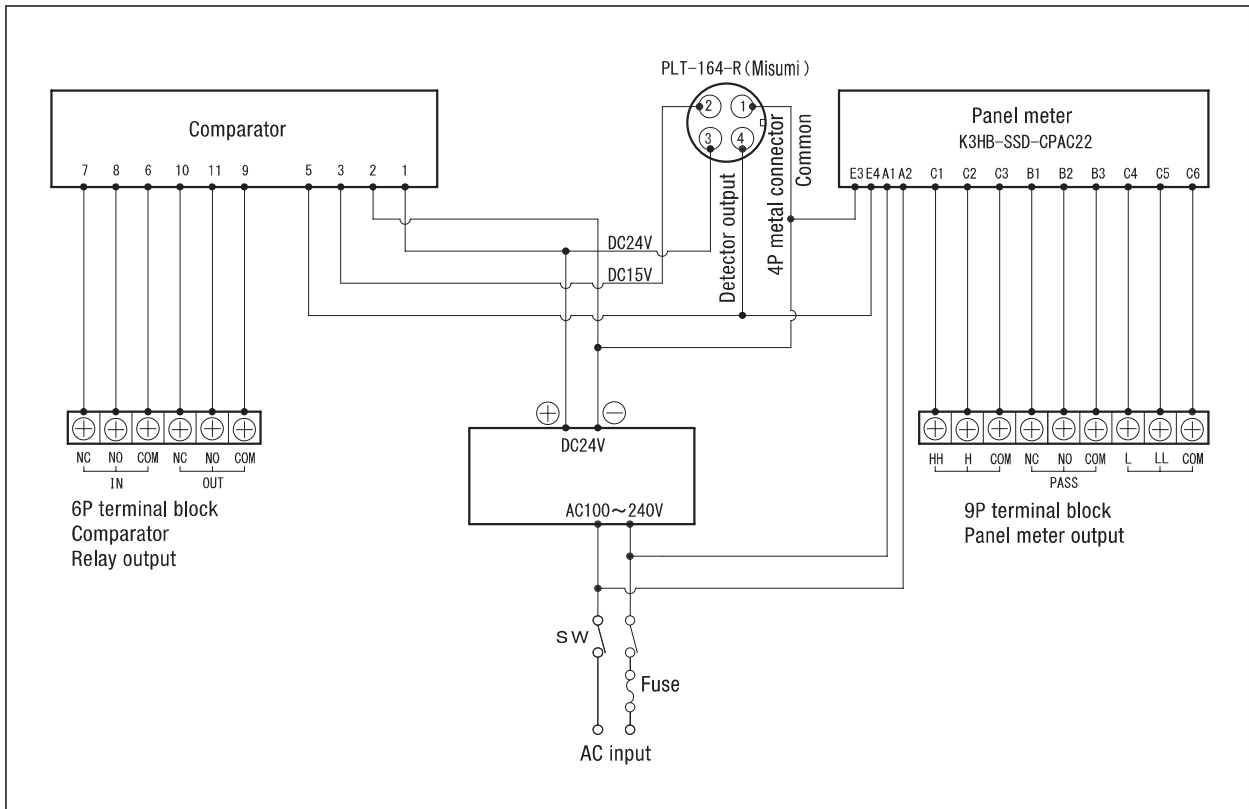 PLT-164-R(Misumi)
Comparator
7 8 6 10 11 9 5 3 2 1
2 1
3 4
4P metal connector
Common
Detector output
Panel meter
K3HB-SSD-CPAC22
E3 E4 A1 A2 C1 C2 C3 B1 B2 B3 C4 C5 C6
DC24V
DC15V
DC24V
AC100～240V
NC NO COM NC NO COM
IN OUT
6P terminal block
Comparator
Relay output
HH H COM NC NO COM L LL COM
PASS
9P terminal block
Panel meter output
SW
Fuse
AC input